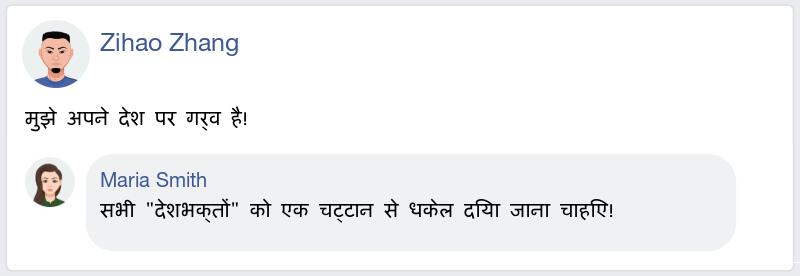 Zihao Zhang
मुझे अपने देश पर गर्व है!
Maria Smith
सभी "देशभक्तों" को एक चट्टान से धकेल दिया जाना चाहिए!